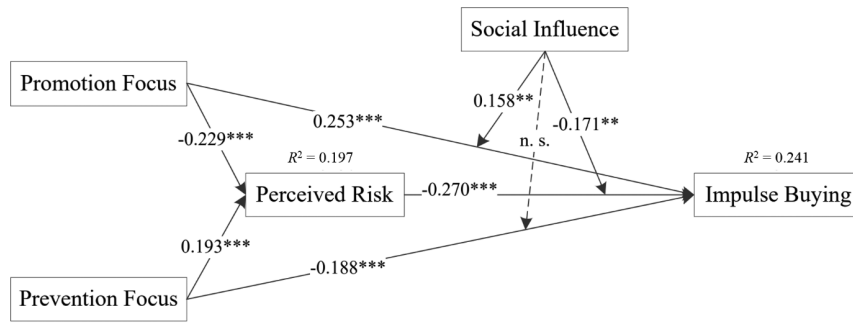 Social Influence
Promotion Focus
0.158**
0.253***
-0.171**
-0.229***
n. s.
R² = 0.197
R² = 0.241
Perceived Risk
-0.270***
Impulse Buying
0.193***
-0.188***
Prevention Focus